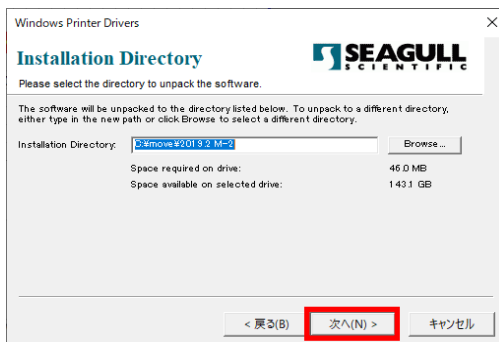 Windows Printer Drivers
Installation Directory
SEAGULL
SCIENTIFIC
Please select the directory to unpack the software.
The software will be unpacked to the directory listed below. To unpack to a different directory,
either type in the new path or click Browse to select a different directory.
Installation Directory: C:¥move¥2019.2 M-2 Browse...
Space required on drive: 46.0 MB
Space available on selected drive: 143.1 GB
< 戻る(B) 次へ(N) > キャンセル